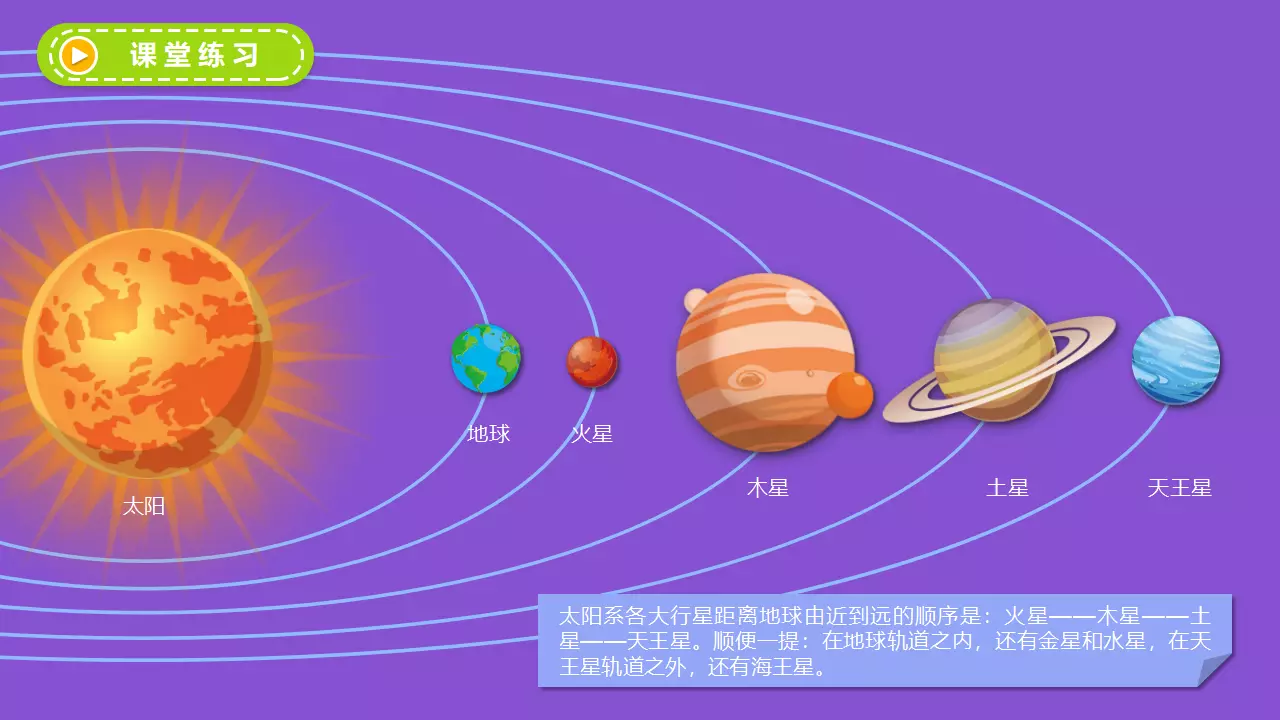 课堂练习
地球
火星
木星
土星
天王星
太阳
太阳系各大行星距离地球由近到远的顺序是：火星——木星——土
星——天王星。顺便一提：在地球轨道之内，还有金星和水星，在天
王星轨道之外，还有海王星。